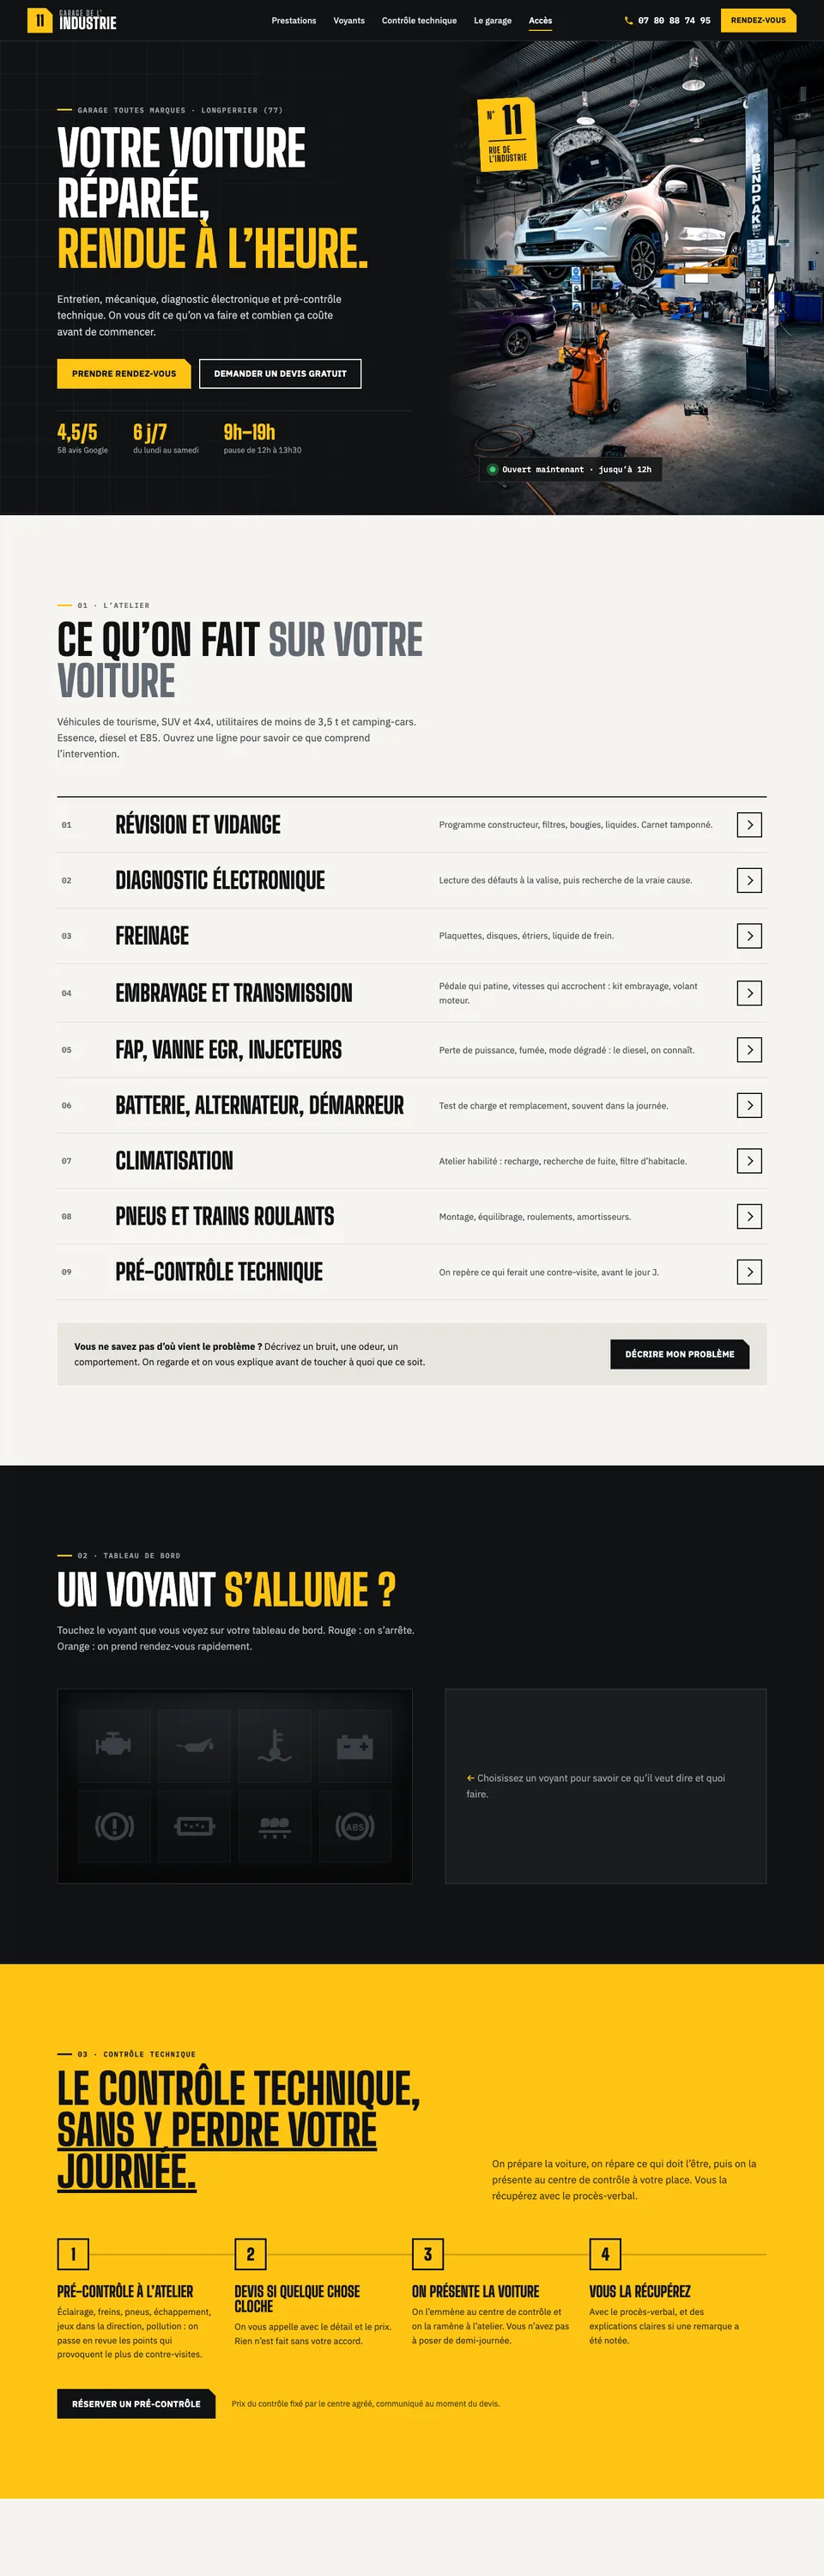 11
GARAGE DE L'
INDUSTRIE
Prestations
Voyants
Contrôle technique
Le garage
Accès
07 80 88 74 95
RENDEZ-VOUS
GARAGE TOUTES MARQUES · LONGPERRIER (77)
VOTRE VOITURE
RÉPARÉE,
RENDUE À L’HEURE.
Entretien, mécanique, diagnostic électronique et pré-contrôle
technique. On vous dit ce qu’on va faire et combien ça coûte
avant de commencer.
PRENDRE RENDEZ-VOUS
DEMANDER UN DEVIS GRATUIT
4,5/5
58 avis Google
6 j/7
du lundi au samedi
9h–19h
pause de 12h à 13h30
N° 11
RUE DE
L’INDUSTRIE
BENDPAK
Ouvert maintenant · jusqu’à 12h
01 · L’ATELIER
CE QU’ON FAIT SUR VOTRE
VOITURE
Véhicules de tourisme, SUV et 4x4, utilitaires de moins de 3,5 t et camping-cars.
Essence, diesel et E85. Ouvrez une ligne pour savoir ce que comprend
l’intervention.
01
RÉVISION ET VIDANGE
Programme constructeur, filtres, bougies, liquides. Carnet tamponné.
02
DIAGNOSTIC ÉLECTRONIQUE
Lecture des défauts à la valise, puis recherche de la vraie cause.
03
FREINAGE
Plaquettes, disques, étriers, liquide de frein.
04
EMBRAYAGE ET TRANSMISSION
Pédale qui patine, vitesses qui accrochent : kit embrayage, volant
moteur.
05
FAP, VANNE EGR, INJECTEURS
Perte de puissance, fumée, mode dégradé : le diesel, on connaît.
06
BATTERIE, ALTERNATEUR, DÉMARREUR
Test de charge et remplacement, souvent dans la journée.
07
CLIMATISATION
Atelier habilité : recharge, recherche de fuite, filtre d’habitacle.
08
PNEUS ET TRAINS ROULANTS
Montage, équilibrage, roulements, amortisseurs.
09
PRÉ-CONTRÔLE TECHNIQUE
On repère ce qui ferait une contre-visite, avant le jour J.
Vous ne savez pas d’où vient le problème ? Décrivez un bruit, une odeur, un
comportement. On regarde et on vous explique avant de toucher à quoi que ce soit.
DÉCRIRE MON PROBLÈME
02 · TABLEAU DE BORD
UN VOYANT S’ALLUME ?
Touchez le voyant que vous voyez sur votre tableau de bord. Rouge : on s’arrête.
Orange : on prend rendez-vous rapidement.
ABS
← Choisissez un voyant pour savoir ce qu’il veut dire et quoi
faire.
03 · CONTRÔLE TECHNIQUE
LE CONTRÔLE TECHNIQUE,
SANS Y PERDRE VOTRE
JOURNÉE.
On prépare la voiture, on répare ce qui doit l’être, puis on la
présente au centre de contrôle à votre place. Vous la
récupérez avec le procès-verbal.
1
PRÉ-CONTRÔLE À L’ATELIER
Éclairage, freins, pneus, échappement,
jeux dans la direction, pollution : on
passe en revue les points qui
provoquent le plus de contre-visites.
2
DEVIS SI QUELQUE CHOSE
CLOCHE
On vous appelle avec le détail et le prix.
Rien n’est fait sans votre accord.
3
ON PRÉSENTE LA VOITURE
On l’emmène au centre de contrôle et
on la ramène à l’atelier. Vous n’avez pas
à poser de demi-journée.
4
VOUS LA RÉCUPÉREZ
Avec le procès-verbal, et des
explications claires si une remarque a
été notée.
RÉSERVER UN PRÉ-CONTRÔLE
Prix du contrôle fixé par le centre agréé, communiqué au moment du devis.